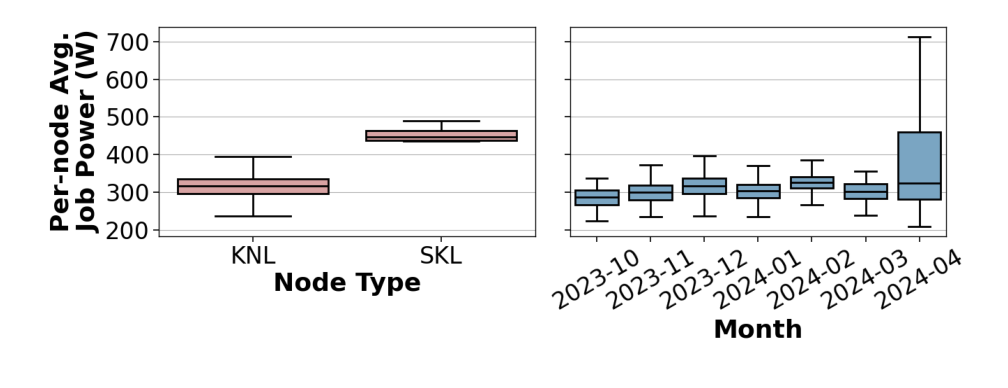 Per-node Avg.
Job Power (W)
700
600
500
400
300
200
KNL
SKL
Node Type
2023-10
2023-11
2023-12
2024-01
2024-02
2024-03
2024-04
Month